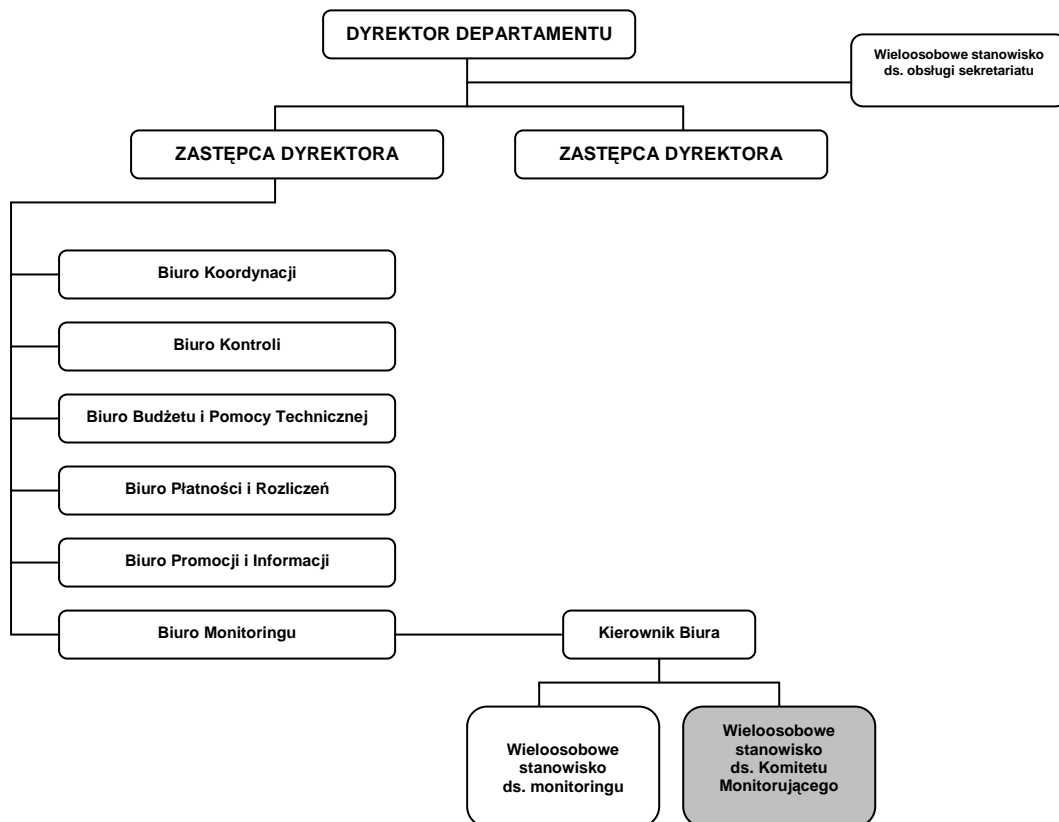 DYREKTOR DEPARTAMENTU
Wieloosobowe stanowisko
ds. obsługi sekretariatu
ZASTĘPCA DYREKTORA
ZASTĘPCA DYREKTORA
Biuro Koordynacji
Biuro Kontroli
Biuro Budżetu i Pomocy Technicznej
Biuro Płatności i Rozliczeń
Biuro Promocji i Informacji
Biuro Monitoringu
Kierownik Biura
Wieloosobowe
stanowisko
ds. monitoringu
Wieloosobowe
stanowisko
ds. Komitetu
Monitorującego